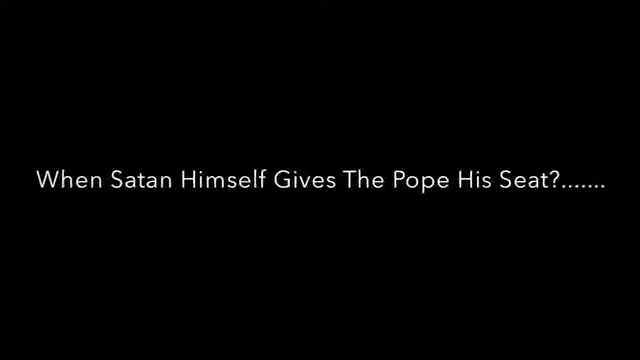 When Satan Himself Gives The Pope His Seat?.......